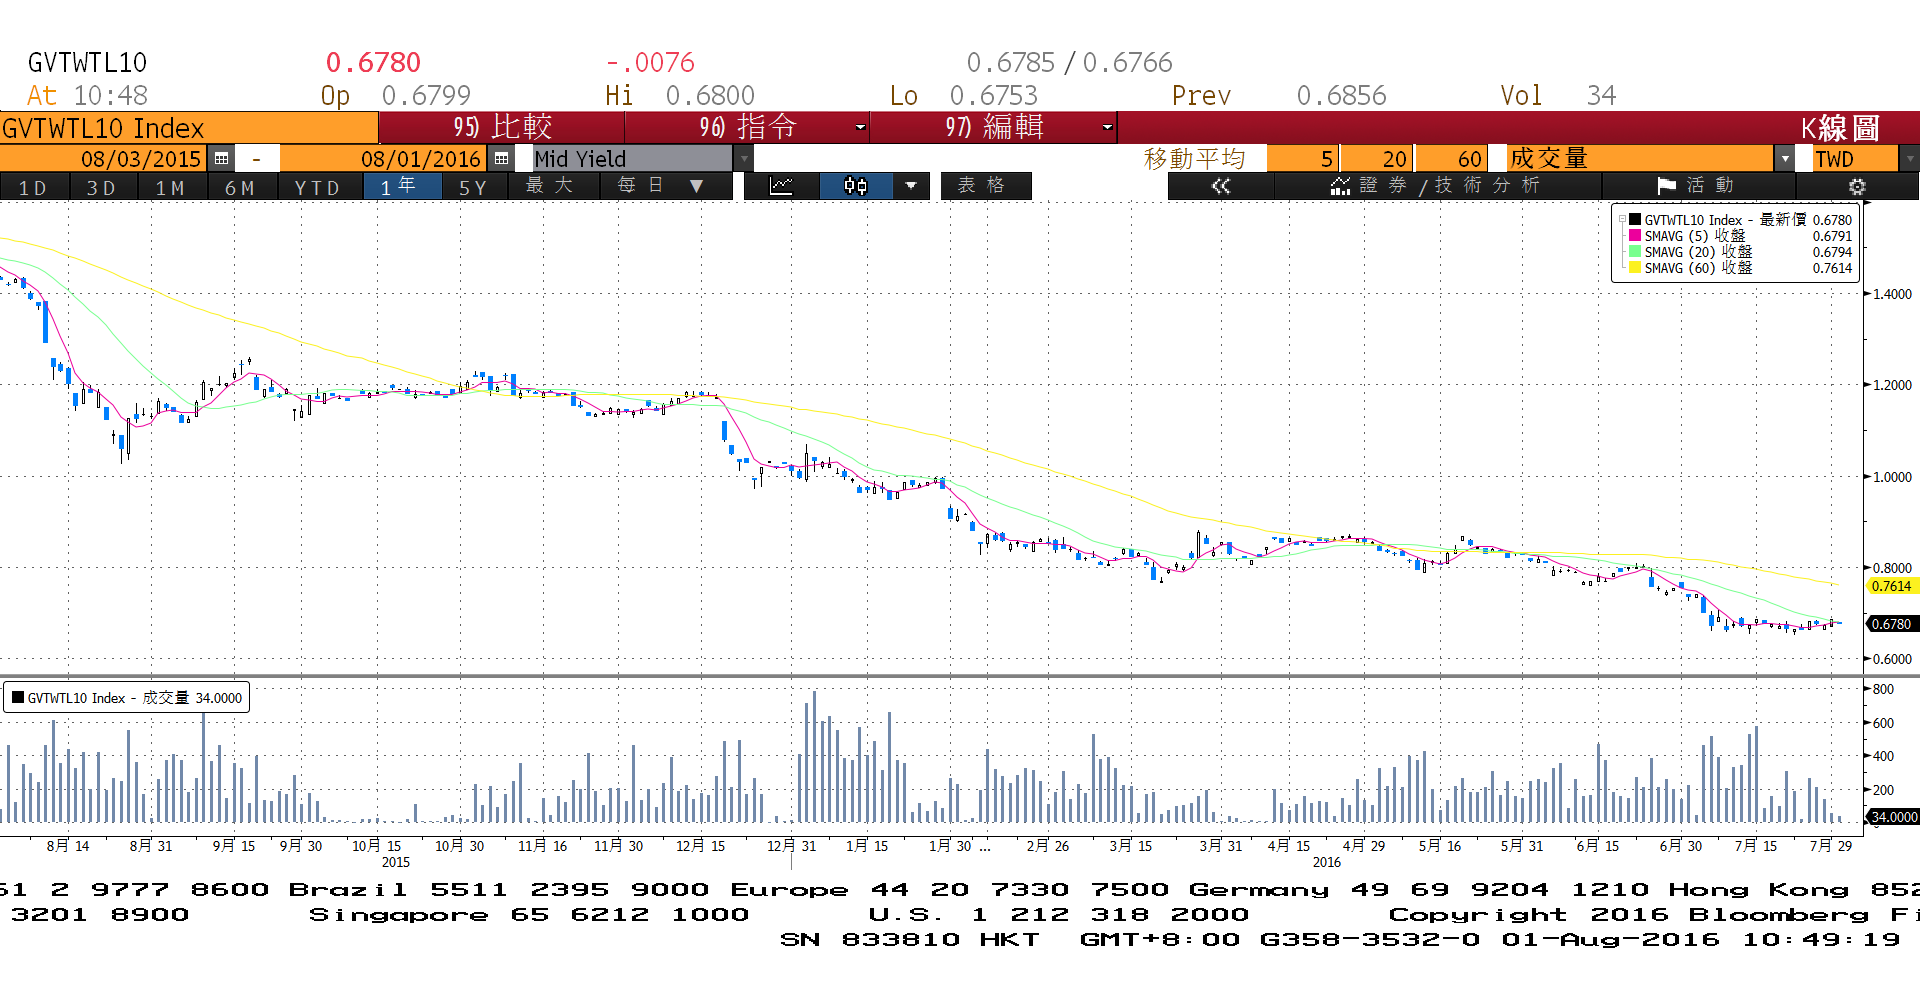 GVTWTL10 0.6780 -.0076 0.6785 / 0.6766
At 10:48 Op 0.6799 Hi 0.6800 Lo 0.6753 Prev 0.6856 Vol 34
GVTWTL10 Index 95) 比較 96) 指令 97) 編輯 K線圖
08/03/2015 - 08/01/2016 Mid Yield 移動平均 5 20 60 成交量 TWD
1D 3D 1M 6M YTD 1年 5Y 最大 每日 表格 證券/技術分析 活動
GVTWTL10 Index - 最新價 0.6780
SMAVG (5) 收盤 0.6791
SMAVG (20) 收盤 0.6794
SMAVG (60) 收盤 0.7614
1.4000
1.2000
1.0000
0.8000
0.7614
0.6780
0.6000
GVTWTL10 Index - 成交量 34.0000
800
600
400
200
34.0000
8月 14 8月 31 9月 15 9月 30 10月 15 10月 30 11月 16 11月 30 12月 15 12月 31 1月 15 1月 30 ... 2月 26 3月 15 3月 31 4月 15 4月 29 5月 16 5月 31 6月 15 6月 30 7月 15 7月 29
2015 2016
61 2 9777 8600 Brazil 5511 2395 9000 Europe 44 20 7330 7500 Germany 49 69 9204 1210 Hong Kong 852
3201 8900 Singapore 65 6212 1000 U.S. 1 212 318 2000 Copyright 2016 Bloomberg Fi
SN 833810 HKT GMT+8:00 G358-3532-0 01-Aug-2016 10:49:19